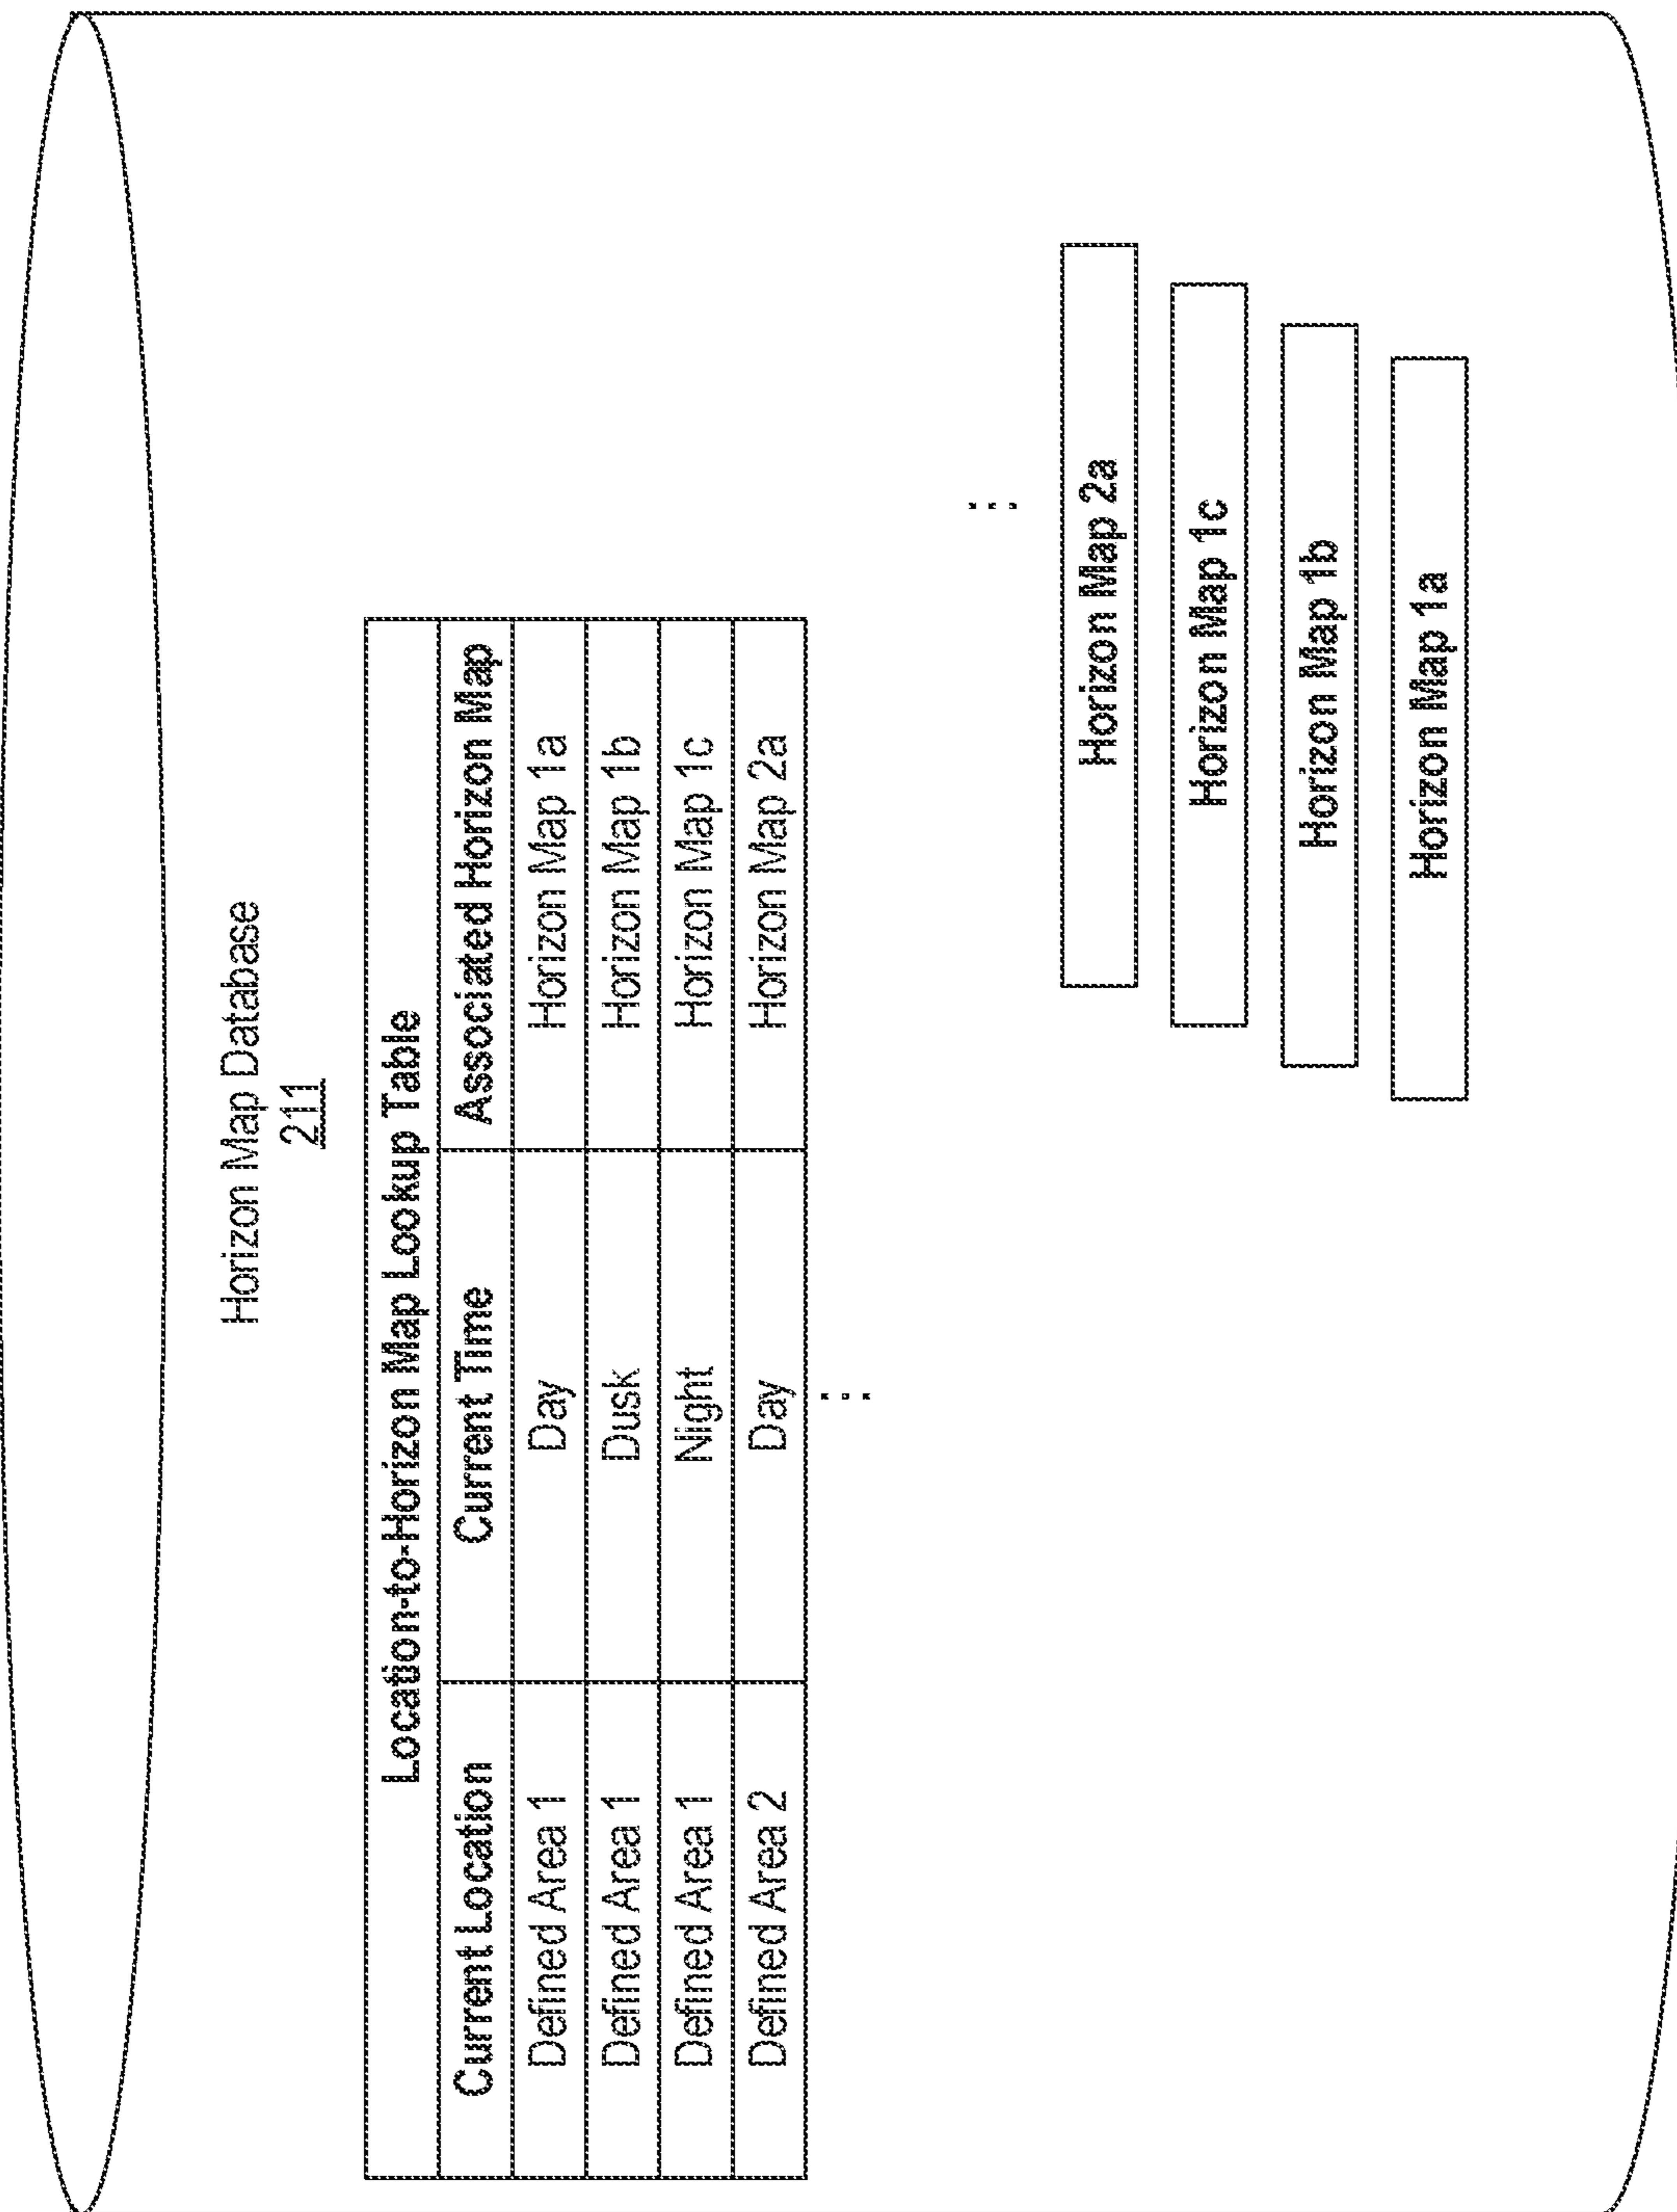 Horizon Map Database
211
Location-to-Horizon Map Lookup Table
Current Location Current Time Associated Horizon Map
Defined Area 1 Day Horizon Map 1a
Defined Area 1 Dusk Horizon Map 1b
Defined Area 1 Night Horizon Map 1c
Defined Area 2 Day Horizon Map 2a
Horizon Map 2a
Horizon Map 1c
Horizon Map 1b
Horizon Map 1a